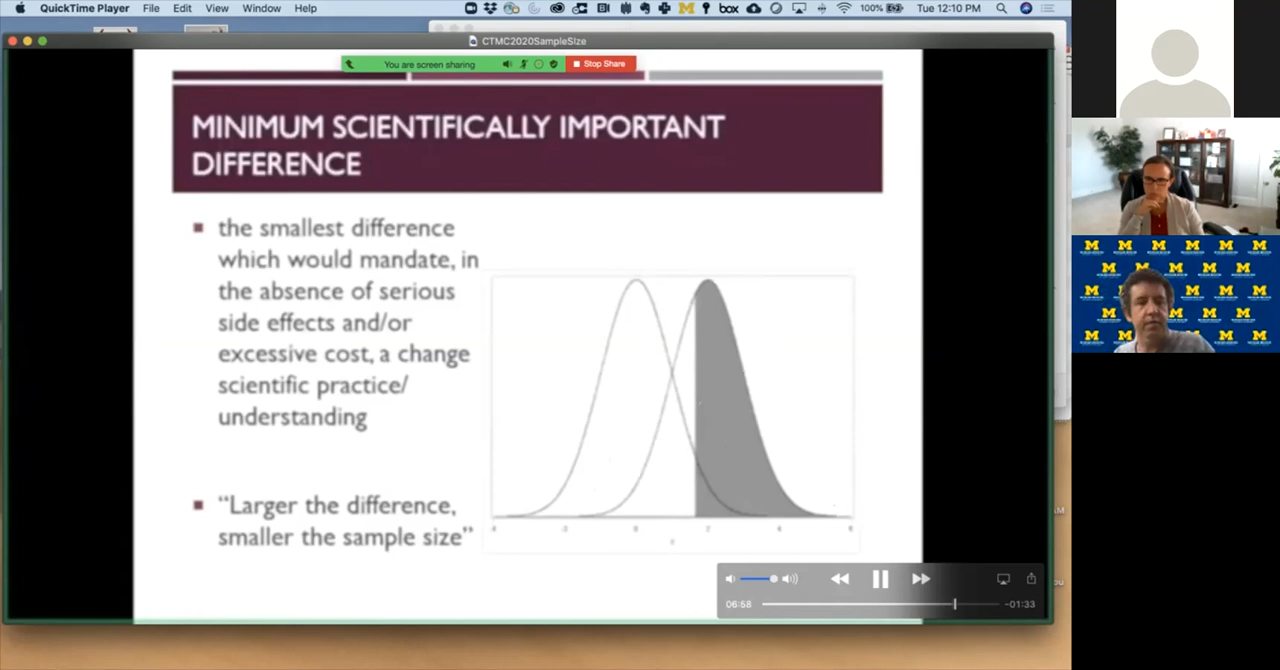 QuickTime Player File Edit View Window Help
box 100% Tue 12:10 PM
CTMC2020SampleSize
You are screen sharing Stop Share
MINIMUM SCIENTIFICALLY IMPORTANT
DIFFERENCE
the smallest difference
which would mandate, in
the absence of serious
side effects and/or
excessive cost, a change
scientific practice/
understanding
“Larger the difference,
smaller the sample size”
06:58 -01:33